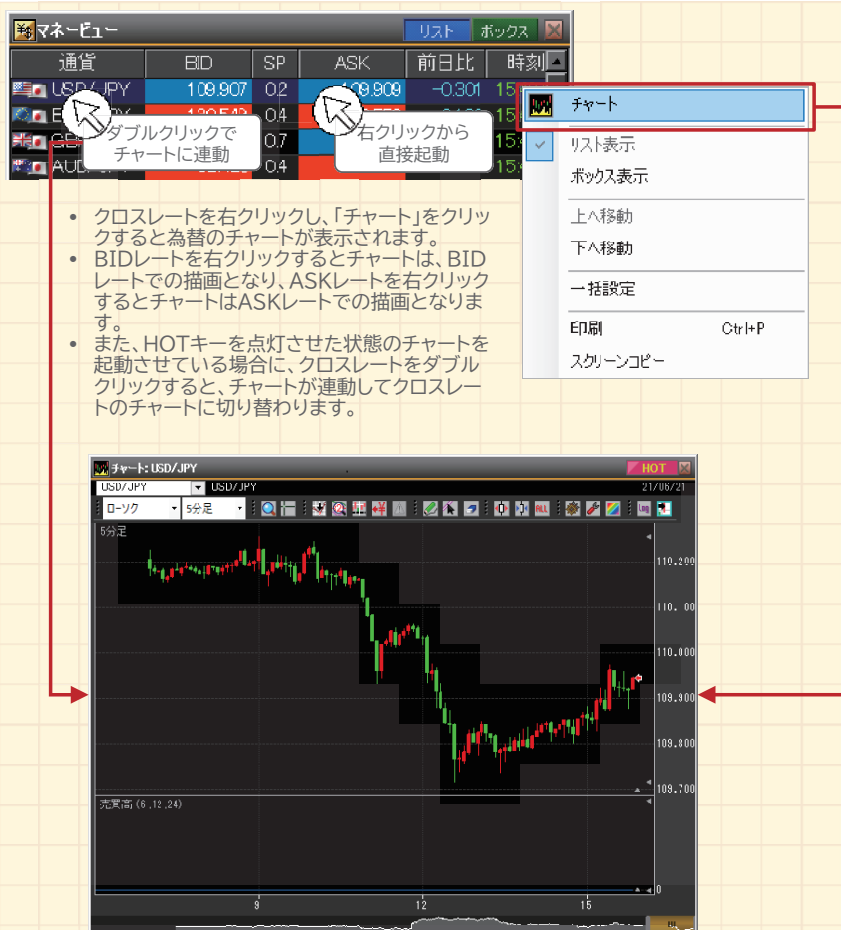 マネービュー リスト ボックス
通貨 BID SP ASK 前日比 時刻
USD/JPY 109.907 0.2 109.909 -0.301
0.4
0.7
0.4
ダブルクリックで
チャートに連動
右クリックから
直接起動
チャート
リスト表示
ボックス表示
上へ移動
下へ移動
一括設定
印刷 Ctrl+P
スクリーンコピー
• クロスレートを右クリックし、「チャート」をクリッ
クすると為替のチャートが表示されます。
• BIDレートを右クリックするとチャートは、BID
レートでの描画となり、ASKレートを右クリック
するとチャートはASKレートでの描画となりま
す。
• また、HOTキーを点灯させた状態のチャートを
起動させている場合に、クロスレートをダブル
クリックすると、チャートが連動してクロスレー
トのチャートに切り替わります。
チャート: USD/JPY HOT
USD/JPY USD/JPY 21/06/21
ローソク 5分足 ALL Log
5分足
110.200
110.000
109.900
109.800
109.700
売買高(6,12,24)
0
9 12 15